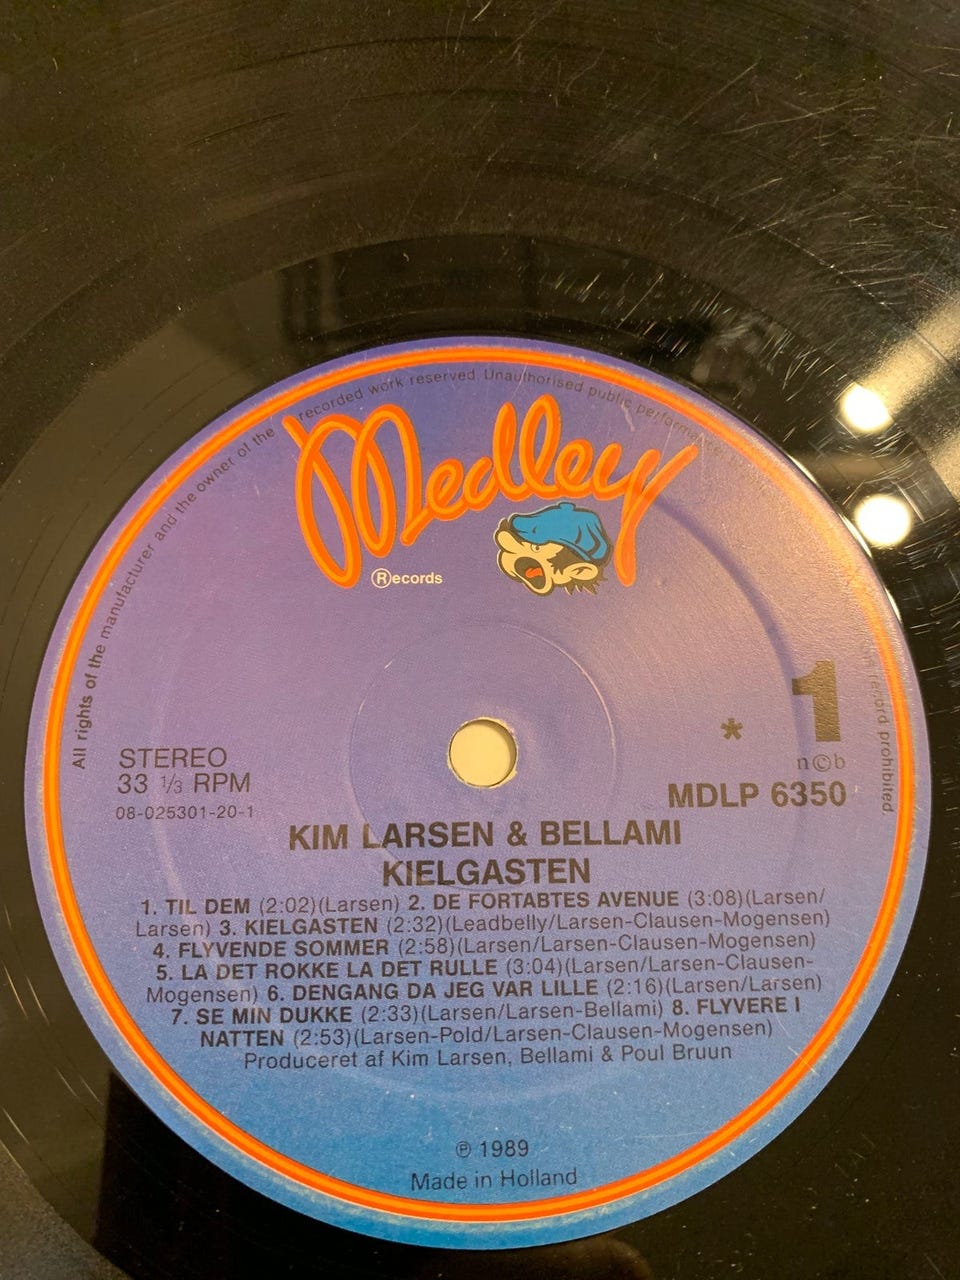 All rights of the manufacturer and the owner of the recorded work reserved. Unauthorised public performance record prohibited.
Medley
Ⓡecords
1
*
STEREO
n©b
33 1/3 RPM
MDLP 6350
08-025301-20-1
KIM LARSEN & BELLAMI
KIELGASTEN
1. TIL DEM (2:02)(Larsen) 2. DE FORTABTES AVENUE (3:08)(Larsen/
Larsen) 3. KIELGASTEN (2:32)(Leadbelly/Larsen-Clausen-Mogensen)
4. FLYVENDE SOMMER (2:58)(Larsen/Larsen-Clausen-Mogensen)
5. LA DET ROKKE LA DET RULLE (3:04)(Larsen/Larsen-Clausen-
Mogensen) 6. DENGANG DA JEG VAR LILLE (2:16)(Larsen/Larsen)
7. SE MIN DUKKE (2:33)(Larsen/Larsen-Bellami) 8. FLYVERE I
NATTEN (2:53)(Larsen-Pold/Larsen-Clausen-Mogensen)
Produceret af Kim Larsen, Bellami & Poul Bruun
℗ 1989
Made in Holland